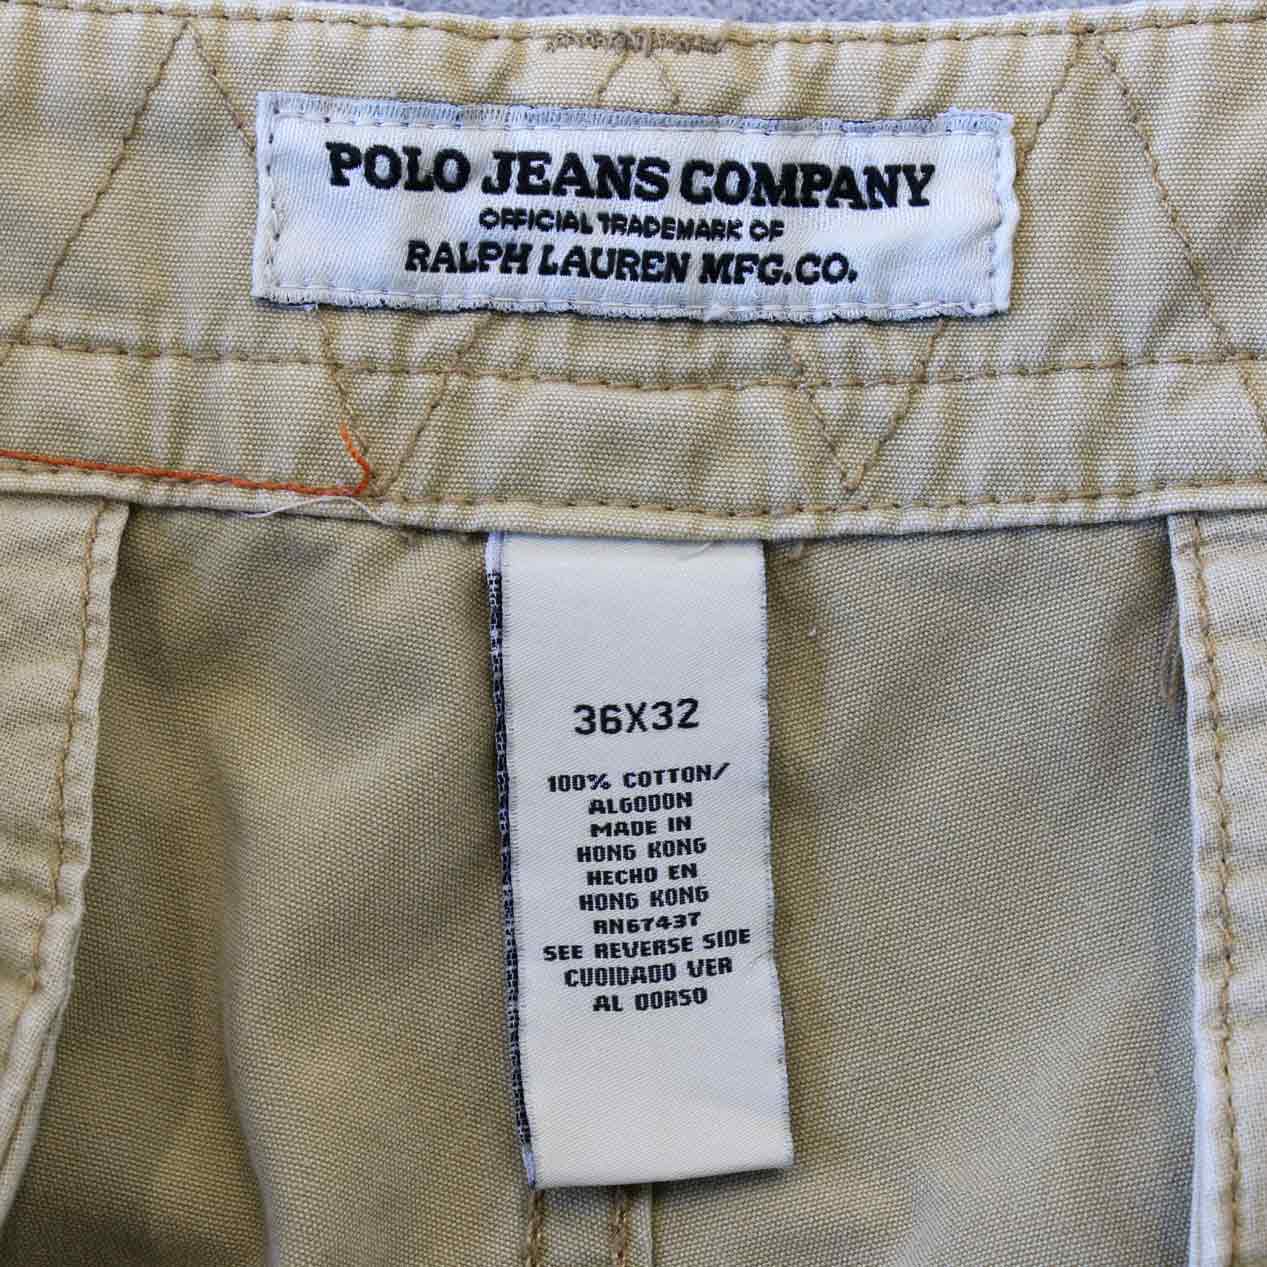 POLO JEANS COMPANY
OFFICIAL TRADEMARK OF
RALPH LAUREN MFG.CO.
36X32
100% COTTON/
ALGODON
MADE IN
HONG KONG
HECHO EN
HONG KONG
RN67437
SEE REVERSE SIDE
CUOIDADO VER
AL DORSO